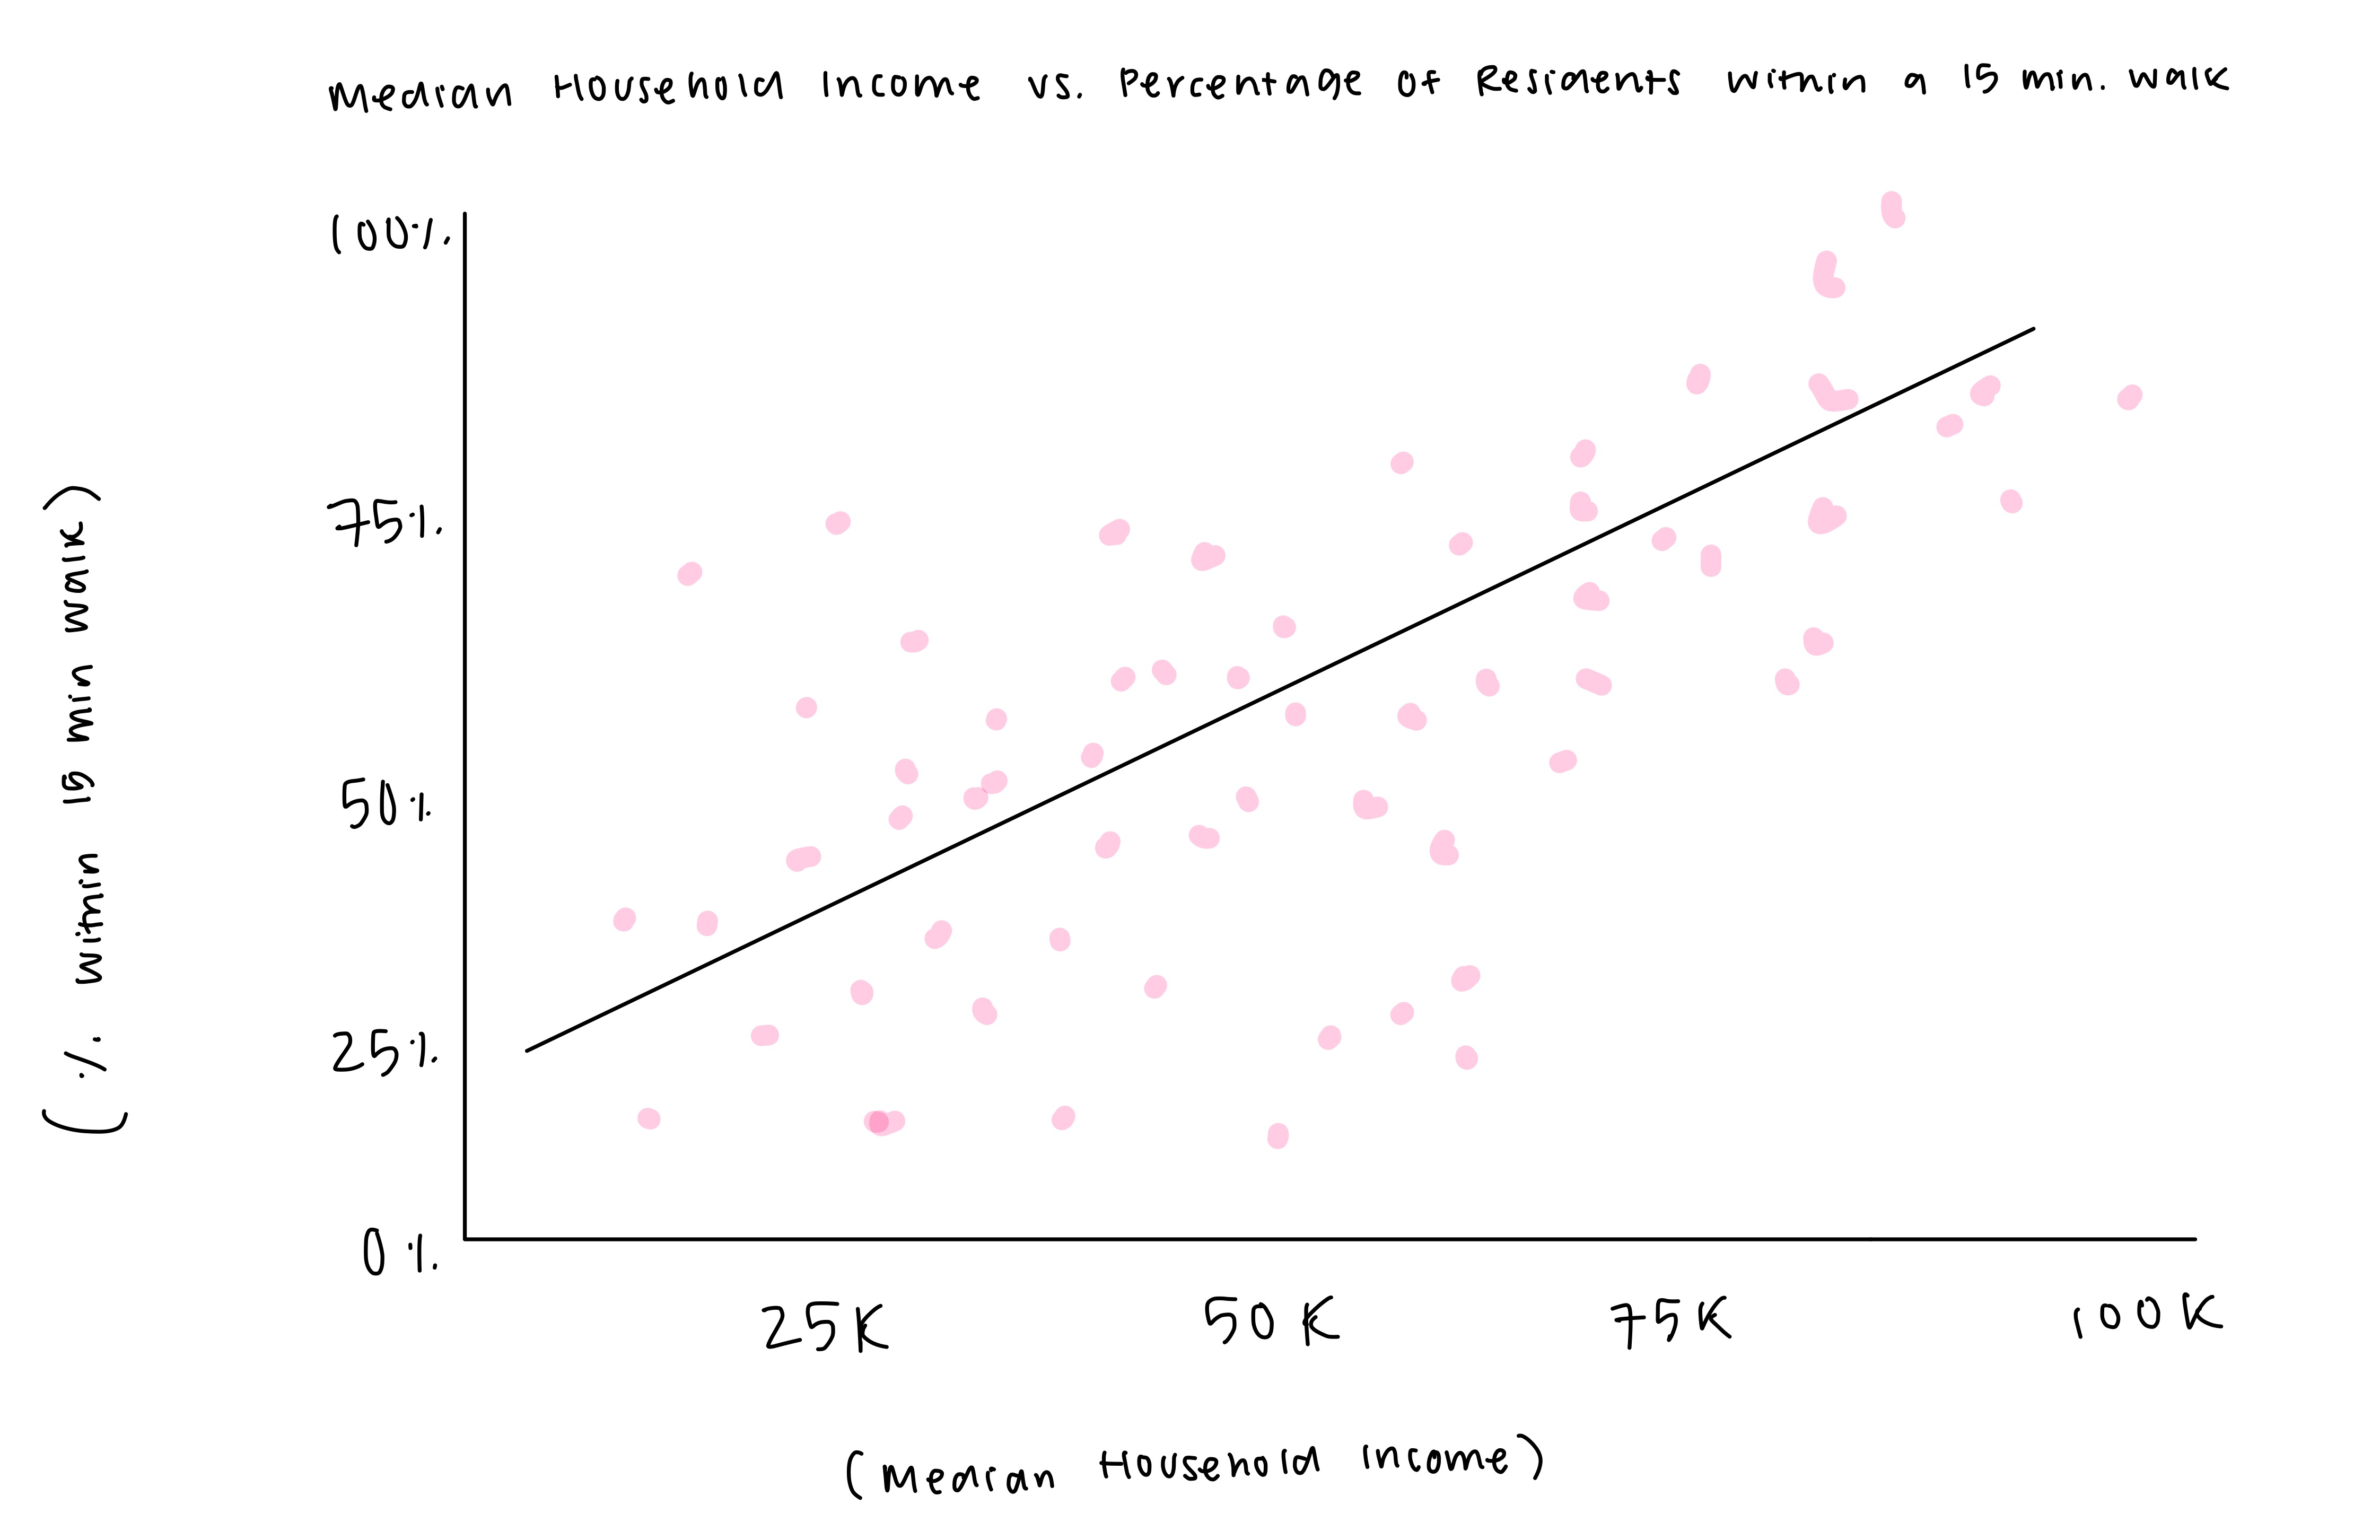 Median Household Income vs. Percentage of Residents within a 15 min. walk
100%.
75%.
50%.
25%.
0%.
(% within 15 min walk)
25K
50K
75K
100K
(Median Household Income)